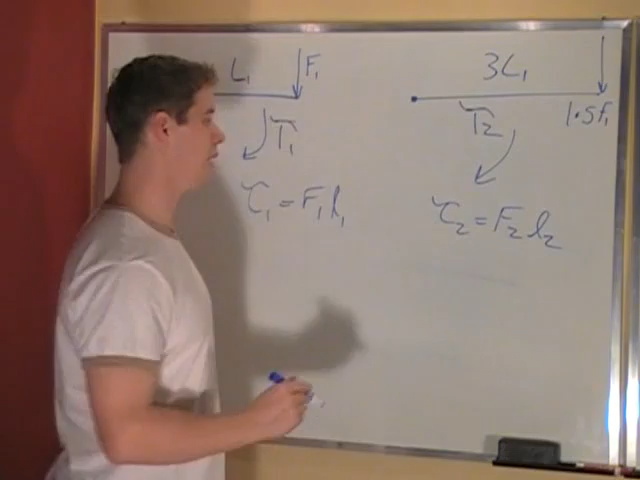 L₁ F₁
τ₁
τ₁ = F₁l₁
3L₁
1.5F₁
τ₂
τ₂ = F₂l₂